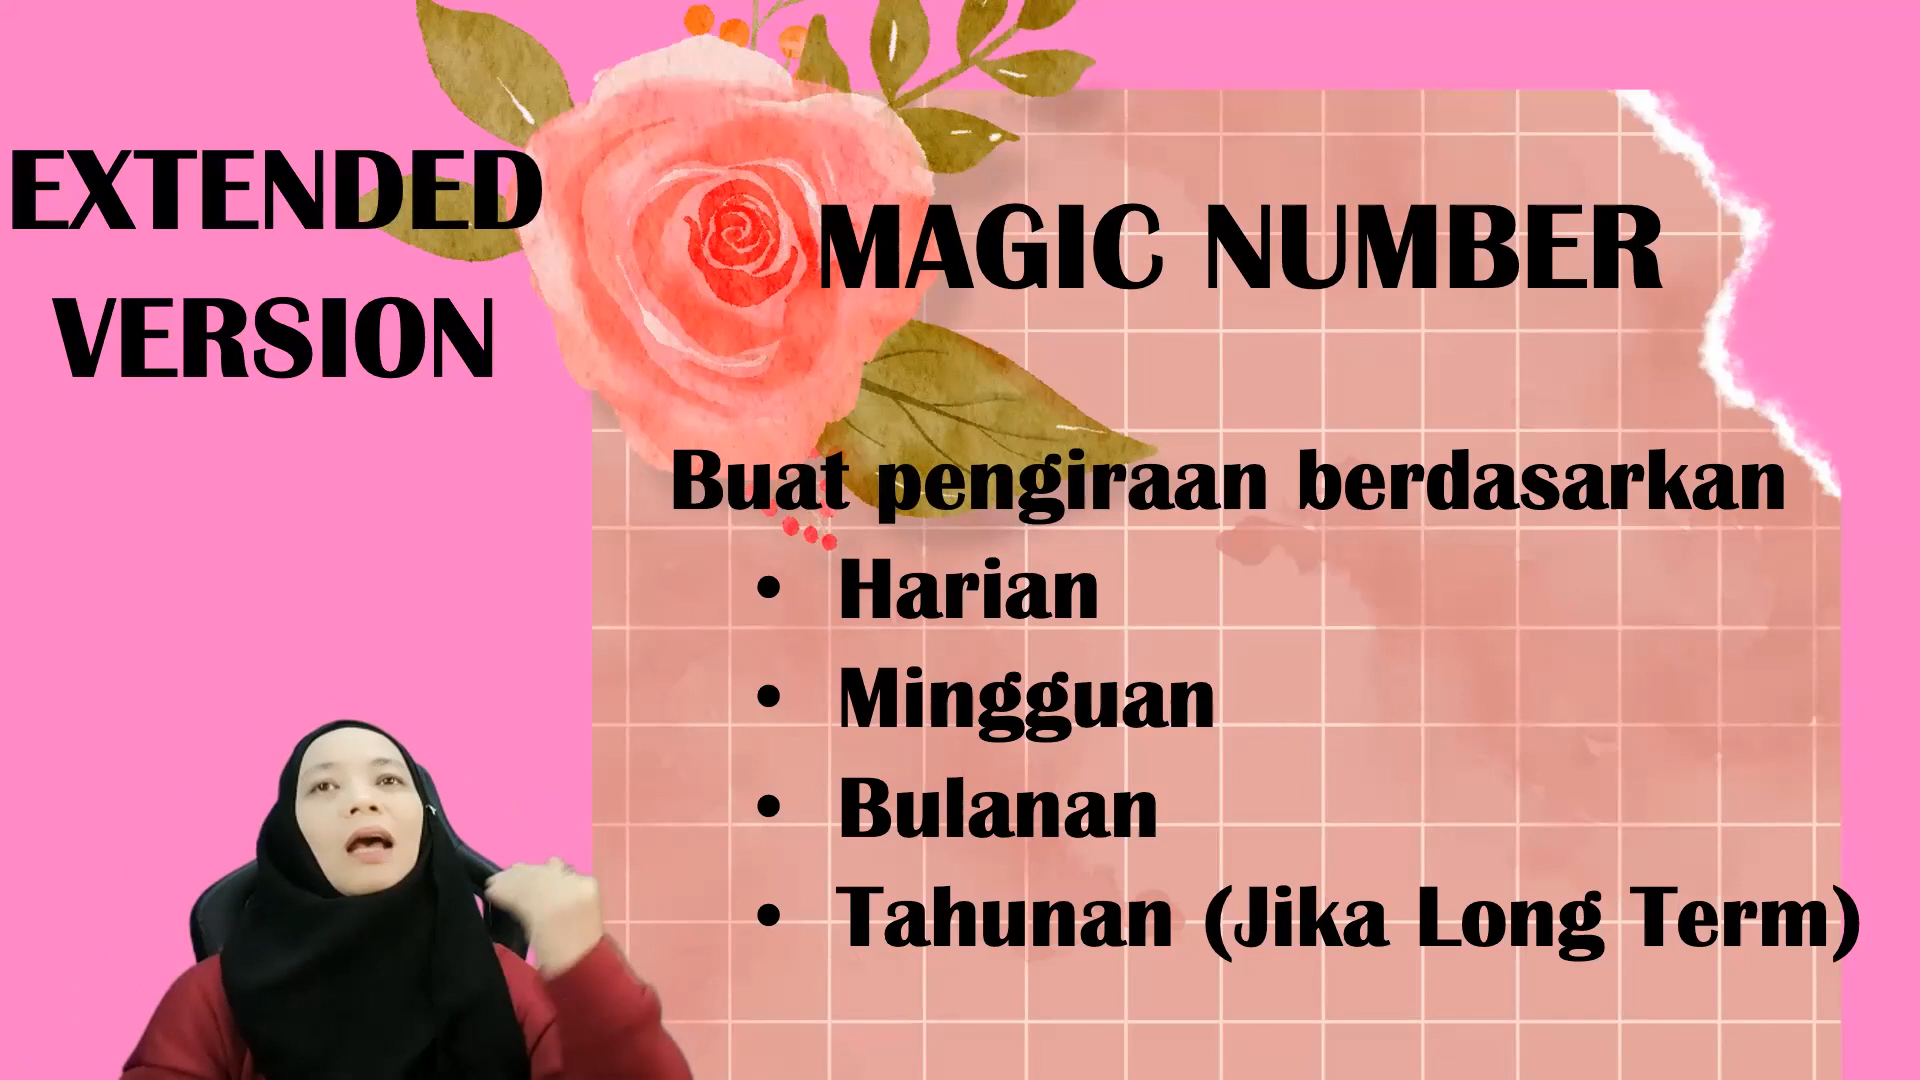 EXTENDED
VERSION
MAGIC NUMBER
Buat pengiraan berdasarkan
• Harian
• Mingguan
• Bulanan
• Tahunan (Jika Long Term)